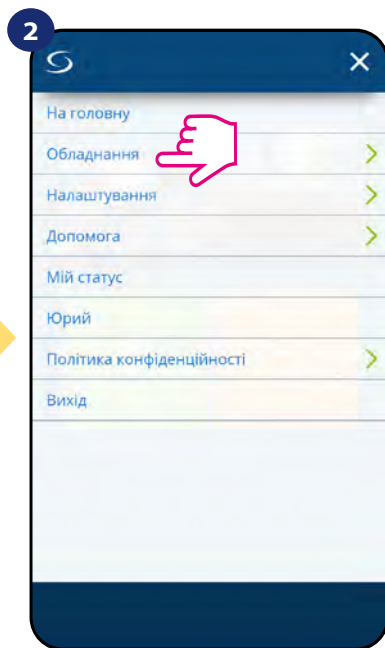 2
На головну
Обладнання
Налаштування
Допомога
Мій статус
Юрий
Політика конфіденційності
Вихід